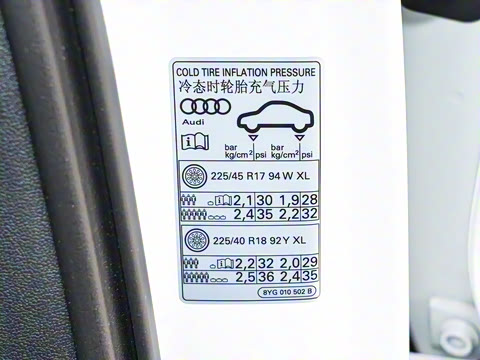 COLD TIRE INFLATION PRESSURE
冷态时轮胎充气压力
Audi
i
bar kg/cm² psi bar kg/cm² psi
225/45 R17 94 W XL
i 2,1 30 1,9 28
2,4 35 2,2 32
225/40 R18 92Y XL
i 2,2 32 2,0 29
2,5 36 2,4 35
8YG 010 502 B